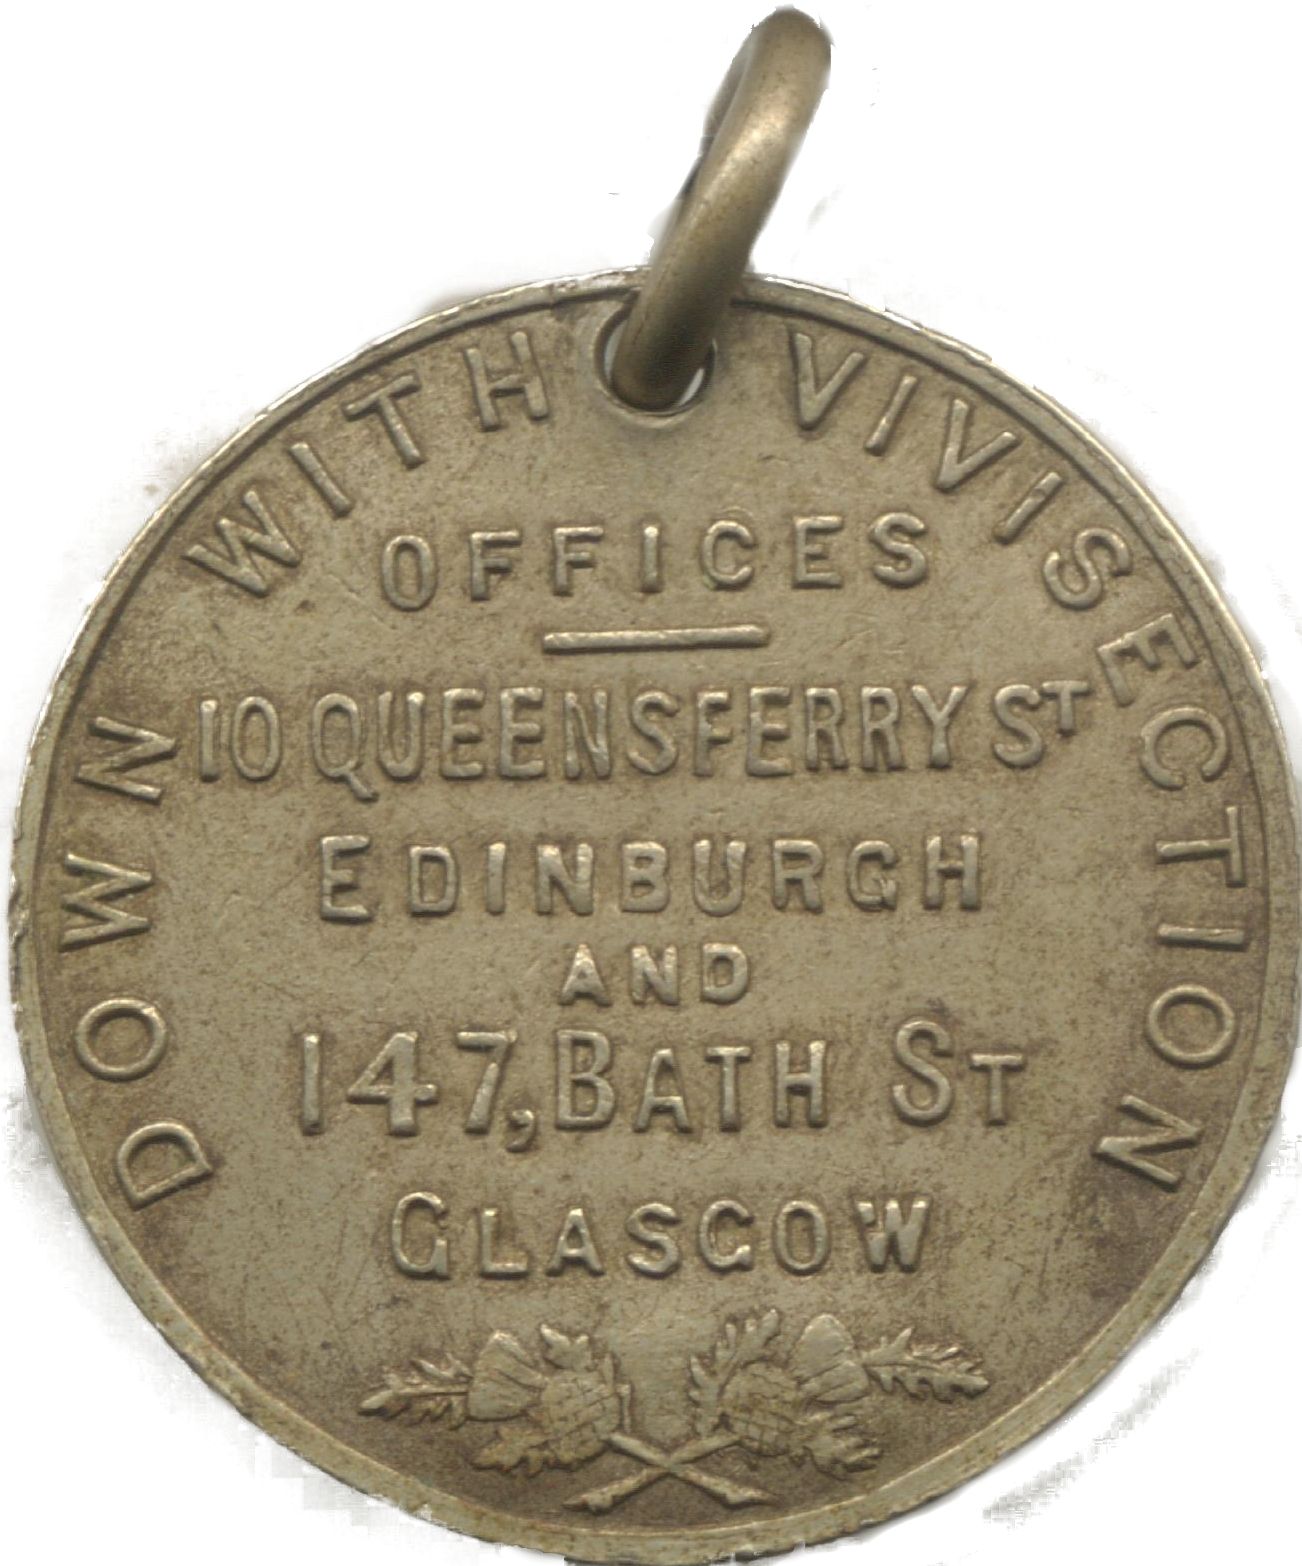 DOWN WITH VIVISECTION
OFFICES
10 QUEENSFERRY ST
EDINBURGH
AND
147, BATH ST
GLASGOW